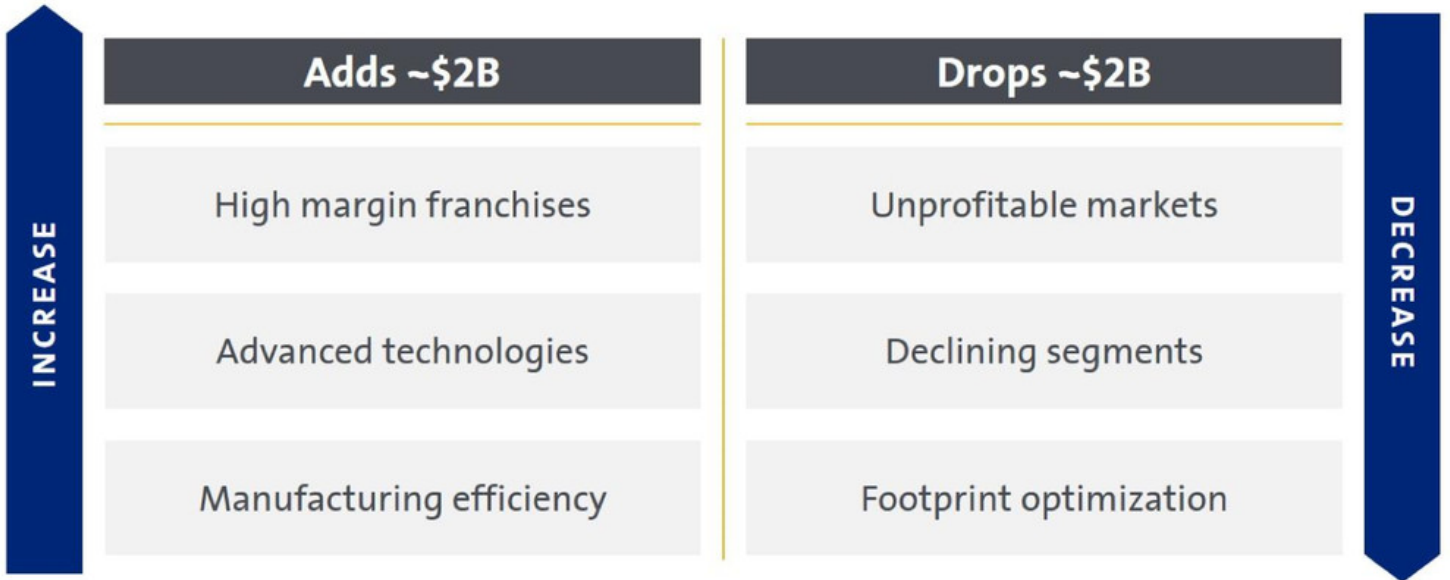 INCREASE
Adds ~$2B
High margin franchises
Advanced technologies
Manufacturing efficiency
Drops ~$2B
Unprofitable markets
Declining segments
Footprint optimization
DECREASE